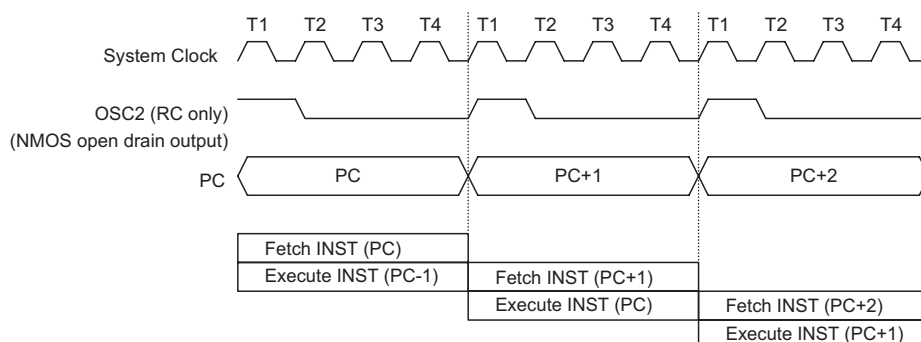 T1 T2 T3 T4 T1 T2 T3 T4 T1 T2 T3 T4
System Clock
OSC2 (RC only)
(NMOS open drain output)
PC PC PC+1 PC+2
Fetch INST (PC)
Execute INST (PC-1) Fetch INST (PC+1)
Execute INST (PC) Fetch INST (PC+2)
Execute INST (PC+1)